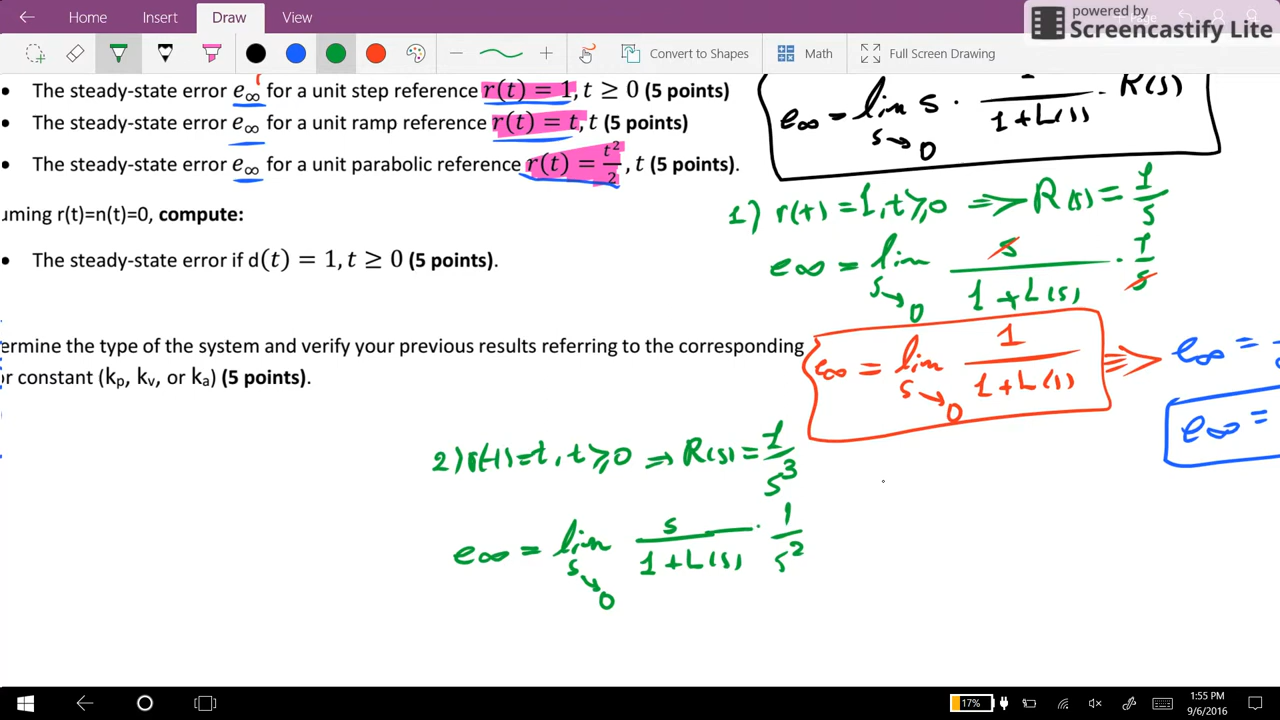 Home Insert Draw View
powered by
Screencastify Lite
Convert to Shapes Math Full Screen Drawing
• The steady-state error e∞ for a unit step reference r(t) = 1, t ≥ 0 (5 points)
• The steady-state error e∞ for a unit ramp reference r(t) = t, t (5 points)
• The steady-state error e∞ for a unit parabolic reference r(t) = t²/2, t (5 points).
uming r(t)=n(t)=0, compute:
• The steady-state error if d(t) = 1, t ≥ 0 (5 points).
ermine the type of the system and verify your previous results referring to the corresponding
or constant (kp, kv, or ka) (5 points).
e∞ = lim s→0 s · 1/(1+L(s)) · R(s)
1) r(t) = 1, t ≥ 0 => R(s) = 1/s
e∞ = lim s→0 s/(1+L(s)) · 1/s
e∞ = lim s→0 1/(1+L(s)) => e∞ =
e∞ =
2) r(t) = t, t ≥ 0 → R(s) = 1/s³
e∞ = lim s→0 s/(1+L(s)) · 1/s²
17%
1:55 PM
9/6/2016